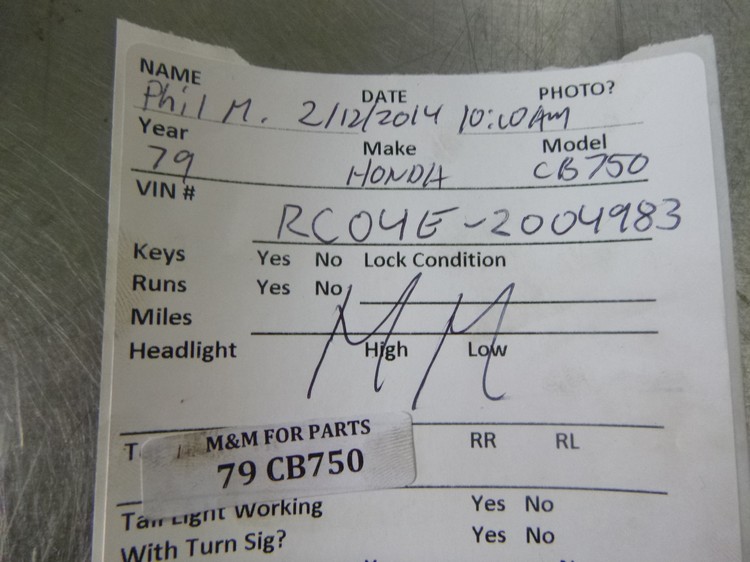 NAME DATE PHOTO?
Phil M. 2/12/2014 10:10AM
Year Make Model
79 HONDA CB750
VIN # RC04E-2004983
Keys Yes No Lock Condition
Runs Yes No
Miles
Headlight High Low
MM
M&M FOR PARTS
79 CB750
RR RL
Tail Light Working Yes No
With Turn Sig? Yes No